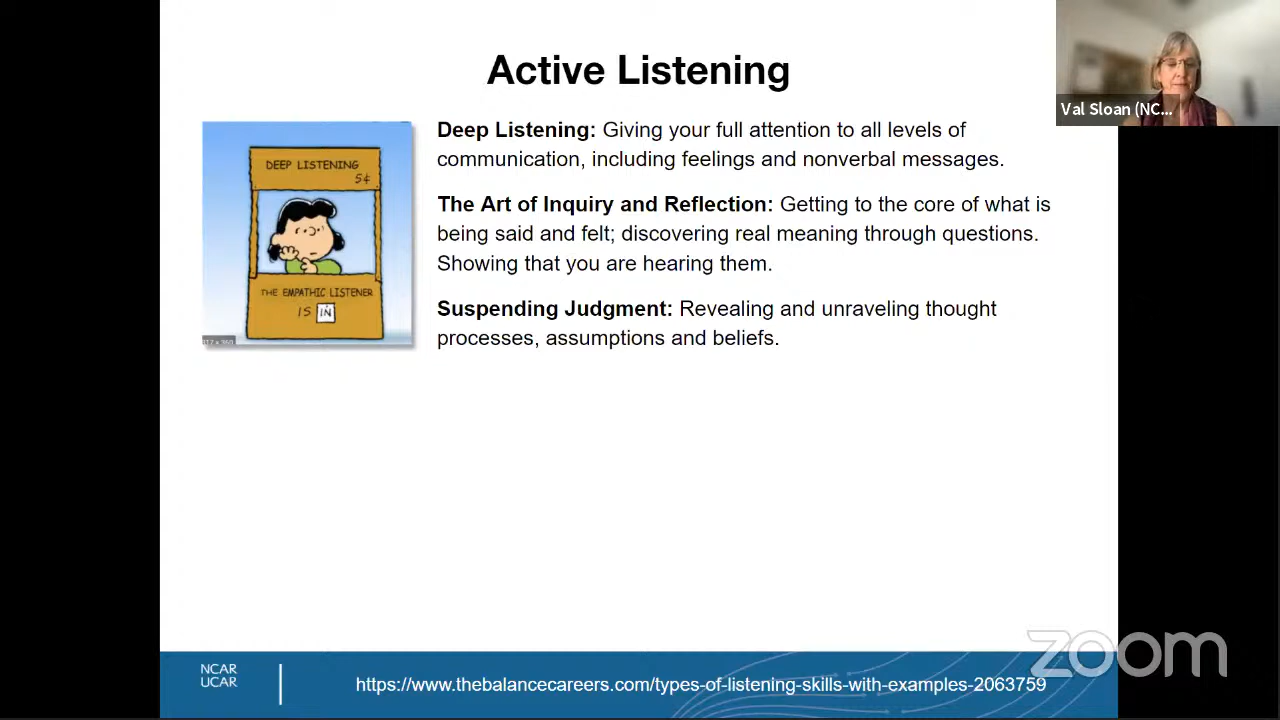 Active Listening
Val Sloan (NC...
DEEP LISTENING
5¢
THE EMPATHIC LISTENER
IS IN
Deep Listening: Giving your full attention to all levels of
communication, including feelings and nonverbal messages.
The Art of Inquiry and Reflection: Getting to the core of what is
being said and felt; discovering real meaning through questions.
Showing that you are hearing them.
Suspending Judgment: Revealing and unraveling thought
processes, assumptions and beliefs.
NCAR
UCAR
https://www.thebalancecareers.com/types-of-listening-skills-with-examples-2063759
zoom